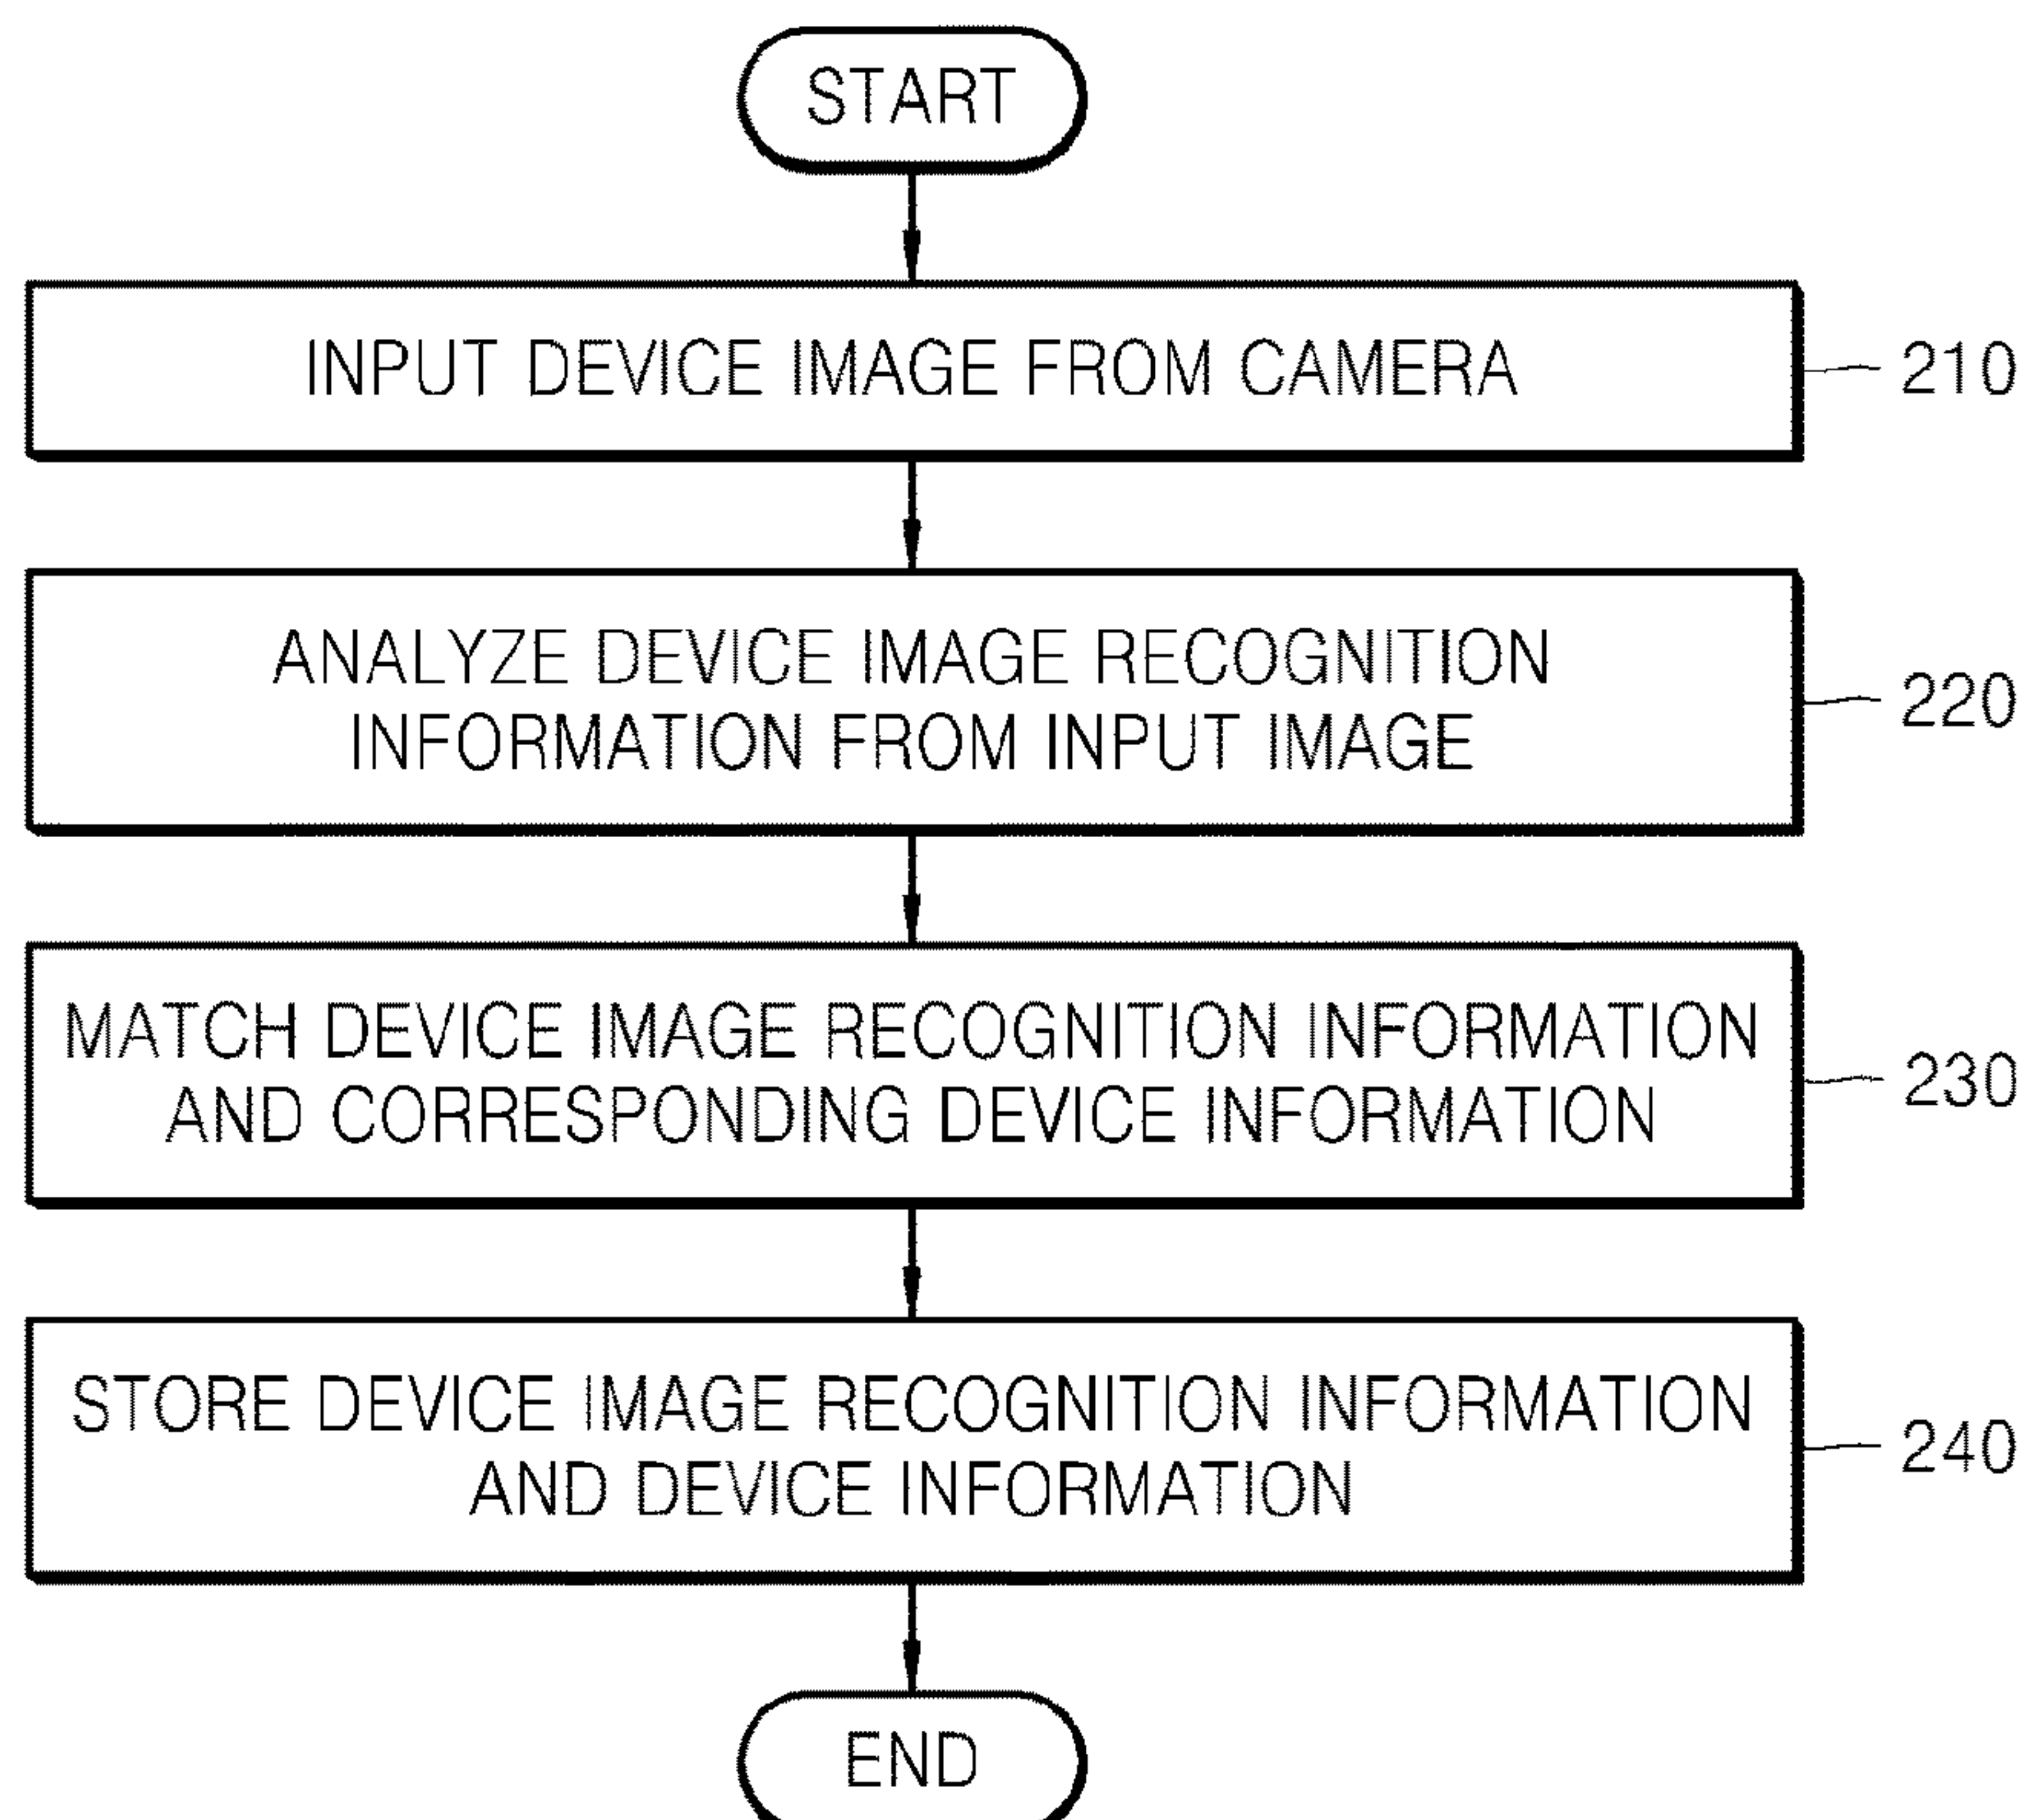 START
INPUT DEVICE IMAGE FROM CAMERA
210
ANALYZE DEVICE IMAGE RECOGNITION
INFORMATION FROM INPUT IMAGE
220
MATCH DEVICE IMAGE RECOGNITION INFORMATION
AND CORRESPONDING DEVICE INFORMATION
230
STORE DEVICE IMAGE RECOGNITION INFORMATION
AND DEVICE INFORMATION
240
END